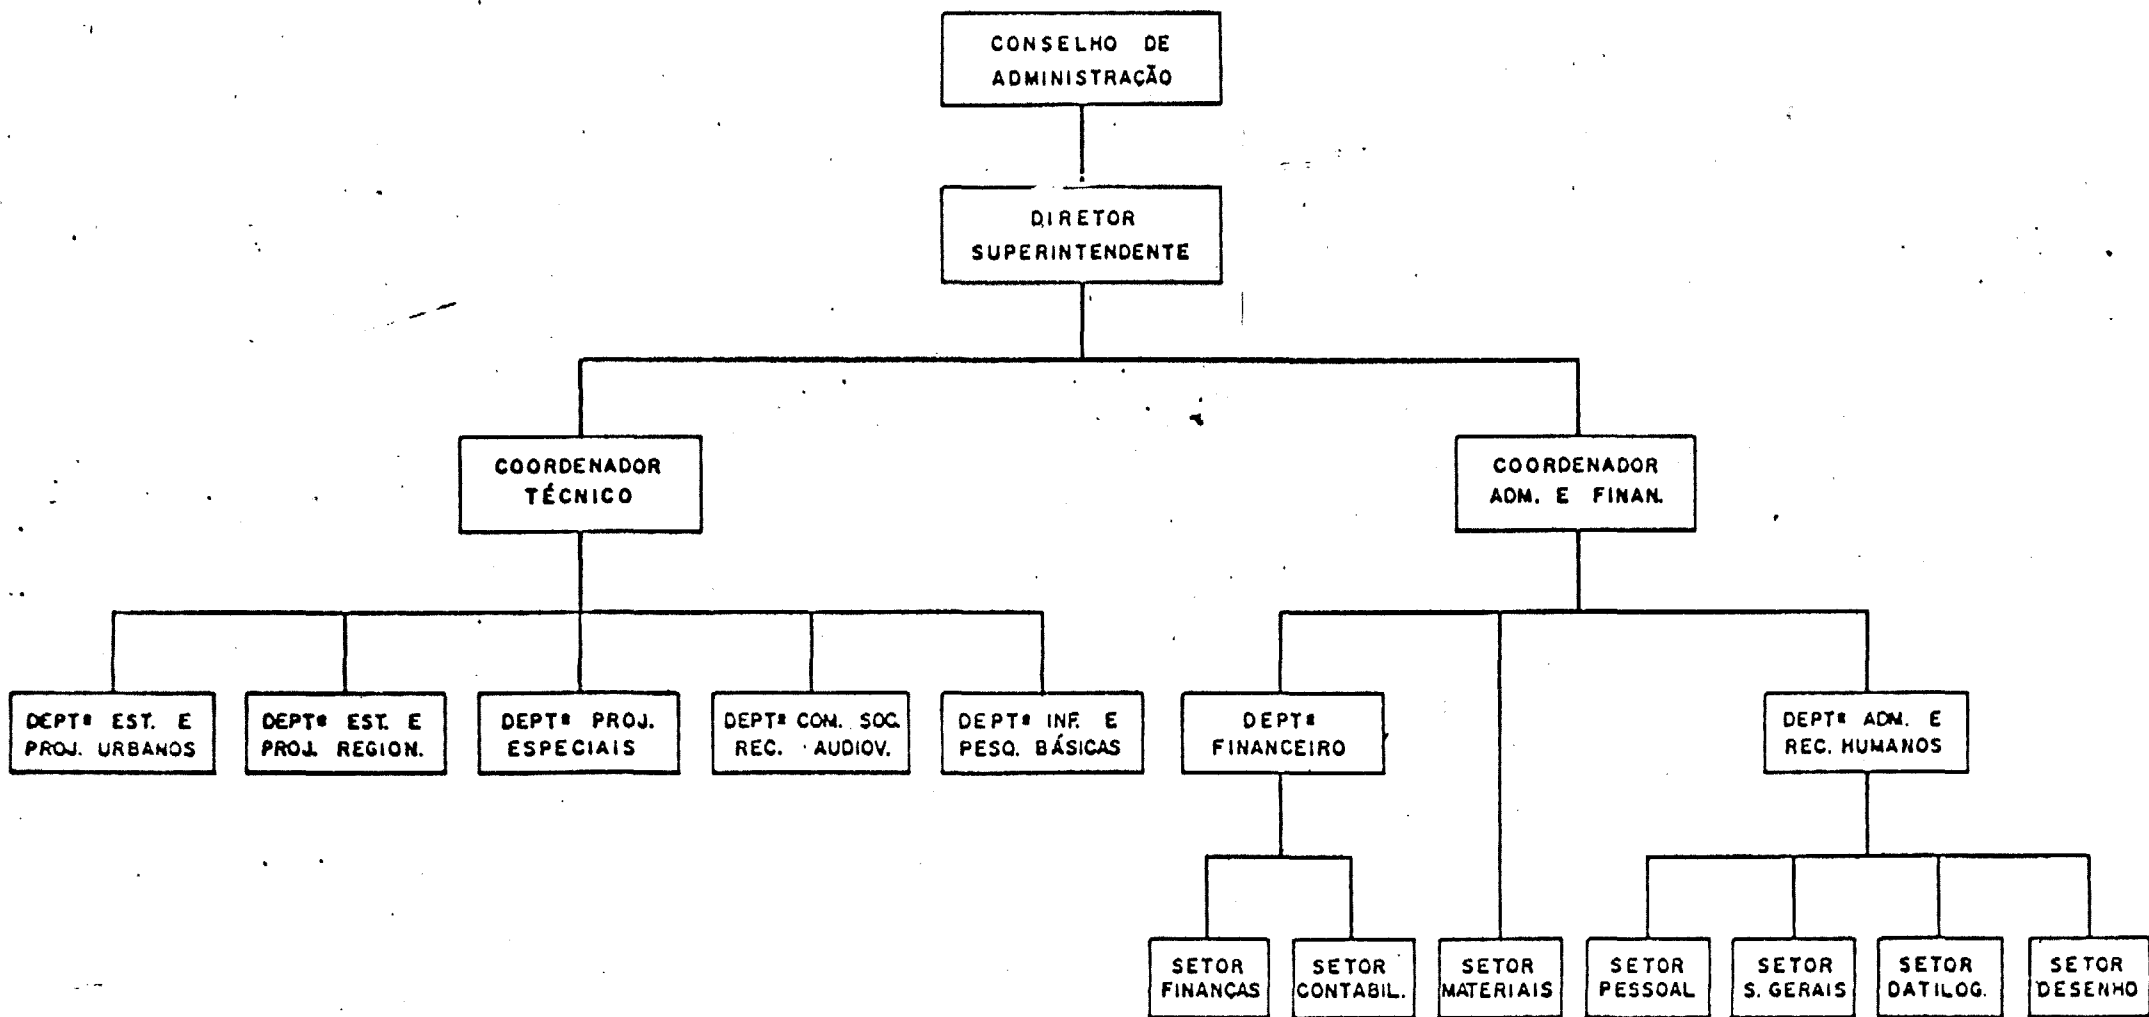 CONSELHO DE
ADMINISTRAÇÃO
DIRETOR
SUPERINTENDENTE
COORDENADOR
TÉCNICO
COORDENADOR
ADM. E FINAN.
DEPTº EST. E
PROJ. URBANOS
DEPTº EST. E
PROJ. REGION.
DEPTº PROJ.
ESPECIAIS
DEPTº COM. SOC.
REC. AUDIOV.
DEPTº INF. E
PESQ. BÁSICAS
DEPTº
FINANCEIRO
DEPTº ADM. E
REC. HUMANOS
SETOR
FINANÇAS
SETOR
CONTABIL.
SETOR
MATERIAIS
SETOR
PESSOAL
SETOR
S. GERAIS
SETOR
DATILOG.
SETOR
DESENHO